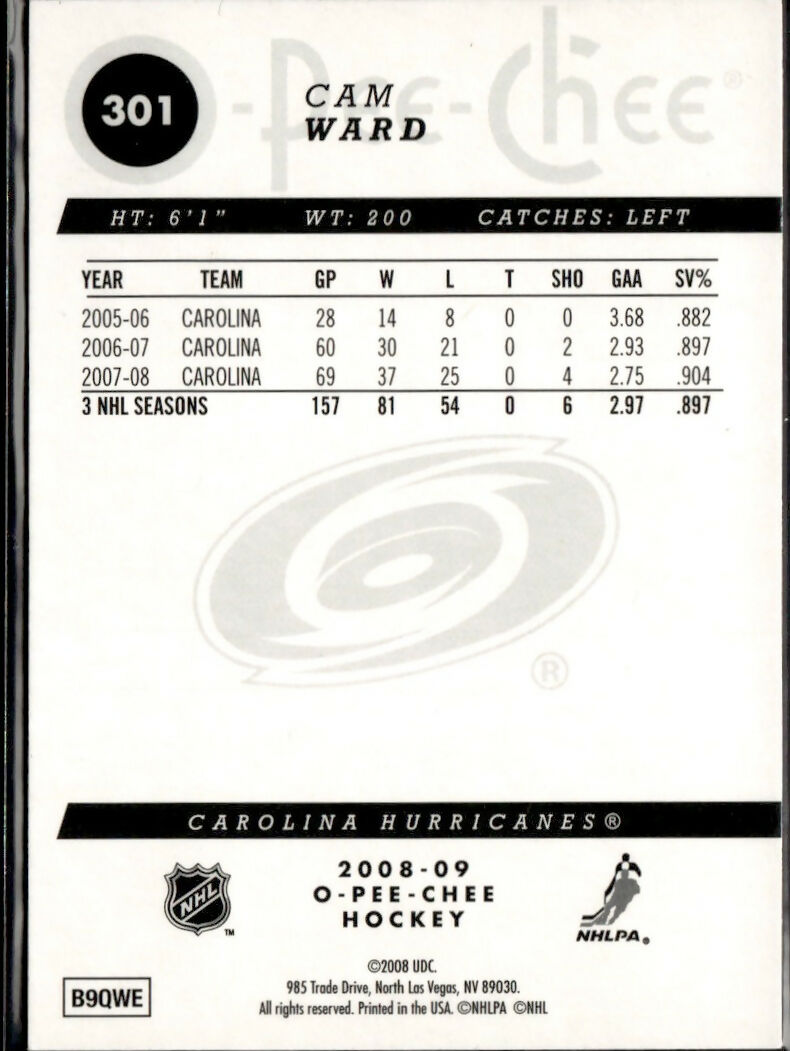 O-Pee-Chee®
301
CAM
WARD
HT: 6'1" WT: 200 CATCHES: LEFT
YEAR TEAM GP W L T SHO GAA SV%
2005-06 CAROLINA 28 14 8 0 0 3.68 .882
2006-07 CAROLINA 60 30 21 0 2 2.93 .897
2007-08 CAROLINA 69 37 25 0 4 2.75 .904
3 NHL SEASONS 157 81 54 0 6 2.97 .897
®
CAROLINA HURRICANES®
NHL TM
2008-09
O-PEE-CHEE
HOCKEY
NHLPA®
©2008 UDC.
985 Trade Drive, North Las Vegas, NV 89030.
All rights reserved. Printed in the USA. ©NHLPA ©NHL
B9QWE